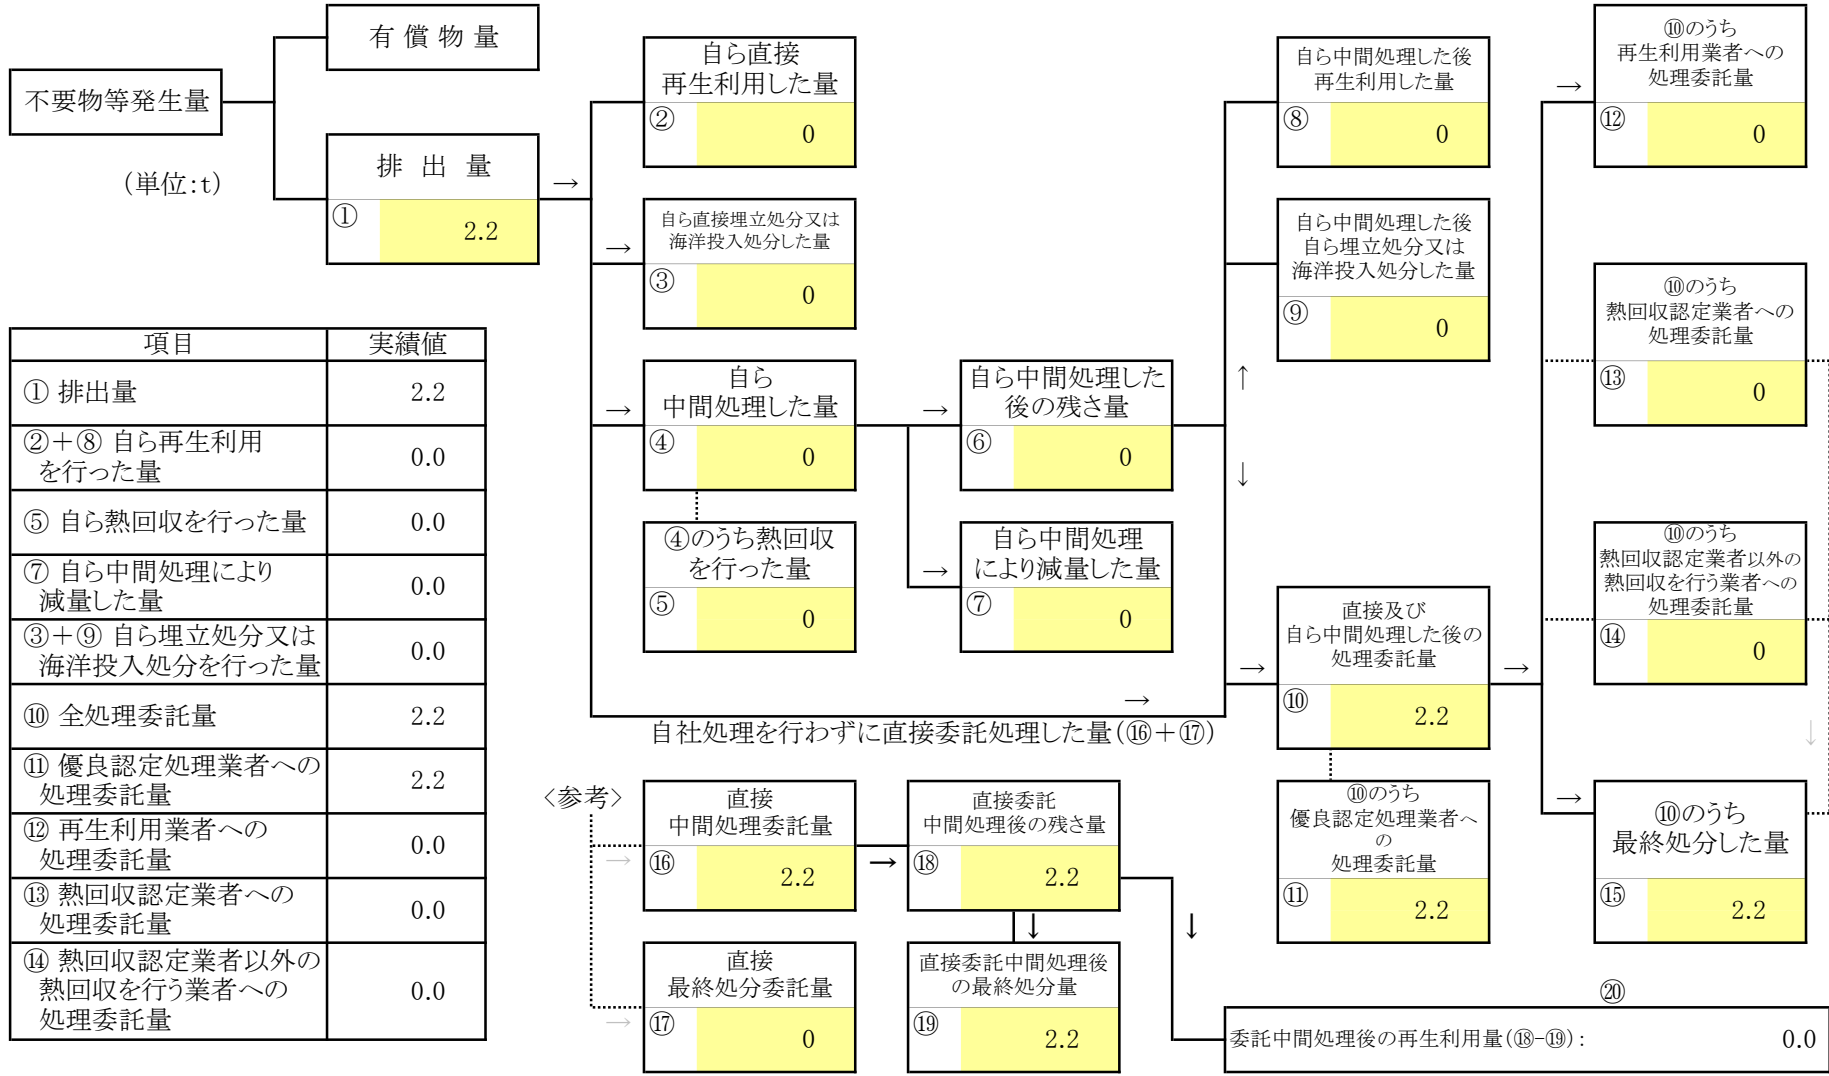 有 償 物 量
不要物等発生量
(単位:t)
排 出 量
→
① 2.2
自ら直接
再生利用した量
② 0
→
自ら直接埋立処分又は
海洋投入処分した量
③ 0
→
自ら
中間処理した量
④ 0
④のうち熱回収
を行った量
⑤ 0
→
自ら中間処理した
後の残さ量
⑥ 0
→
自ら中間処理
により減量した量
⑦ 0
自ら中間処理した後
再生利用した量
⑧ 0
自ら中間処理した後
自ら埋立処分又は
海洋投入処分した量
⑨ 0
↑
↓
→
自社処理を行わずに直接委託処理した量(⑯+⑰)
→
直接及び
自ら中間処理した後の
処理委託量
⑩ 2.2
→
⑩のうち
優良認定処理業者へ
の
処理委託量
⑪ 2.2
→
⑩のうち
再生利用業者への
処理委託量
⑫ 0
⑩のうち
熱回収認定業者への
処理委託量
⑬ 0
⑩のうち
熱回収認定業者以外の
熱回収を行う業者への
処理委託量
⑭ 0
↓
→
⑩のうち
最終処分した量
⑮ 2.2
項目 実績値
① 排出量 2.2
②+⑧ 自ら再生利用
を行った量 0.0
⑤ 自ら熱回収を行った量 0.0
⑦ 自ら中間処理により
減量した量 0.0
③+⑨ 自ら埋立処分又は
海洋投入処分を行った量 0.0
⑩ 全処理委託量 2.2
⑪ 優良認定処理業者への
処理委託量 2.2
⑫ 再生利用業者への
処理委託量 0.0
⑬ 熱回収認定業者への
処理委託量 0.0
⑭ 熱回収認定業者以外の
熱回収を行う業者への
処理委託量 0.0
〈参考〉
→
直接
中間処理委託量
⑯ 2.2
→
直接委託
中間処理後の残さ量
⑱ 2.2
↓
↓
→
直接
最終処分委託量
⑰ 0
直接委託中間処理後
の最終処分量
⑲ 2.2
⑳
委託中間処理後の再生利用量(⑱-⑲): 0.0